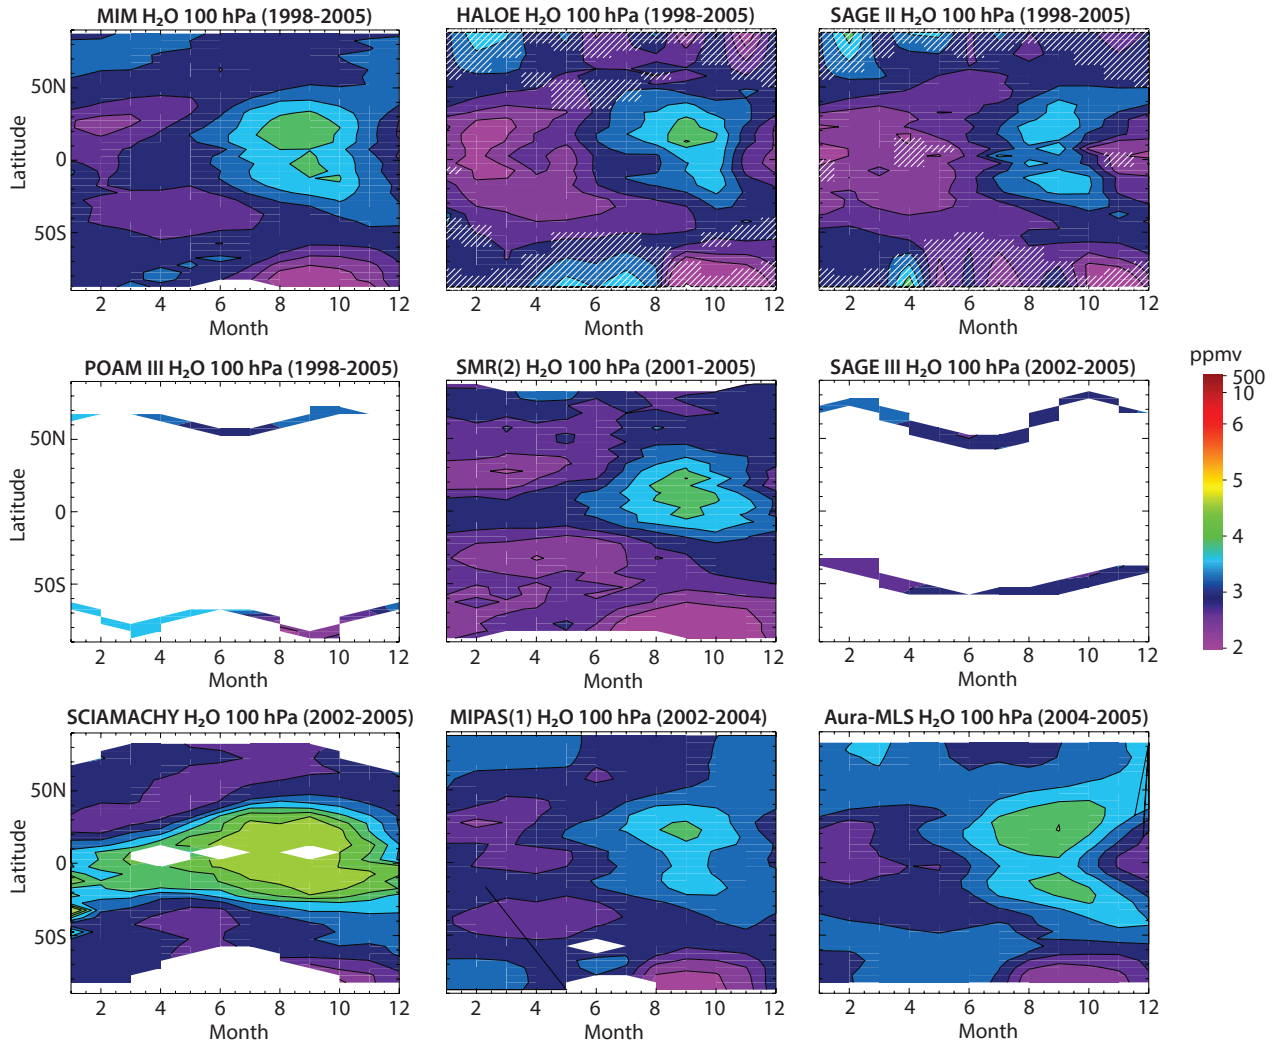 MIM H₂O 100 hPa (1998-2005)
HALOE H₂O 100 hPa (1998-2005)
SAGE II H₂O 100 hPa (1998-2005)
Latitude
50N
0
50S
2 4 6 8 10 12
2 4 6 8 10 12
2 4 6 8 10 12
Month
Month
Month
POAM III H₂O 100 hPa (1998-2005)
SMR(2) H₂O 100 hPa (2001-2005)
SAGE III H₂O 100 hPa (2002-2005)
Latitude
50N
0
50S
2 4 6 8 10 12
2 4 6 8 10 12
2 4 6 8 10 12
Month
Month
Month
ppmv
500
10
6
5
4
3
2
SCIAMACHY H₂O 100 hPa (2002-2005)
MIPAS(1) H₂O 100 hPa (2002-2004)
Aura-MLS H₂O 100 hPa (2004-2005)
Latitude
50N
0
50S
2 4 6 8 10 12
2 4 6 8 10 12
2 4 6 8 10 12
Month
Month
Month